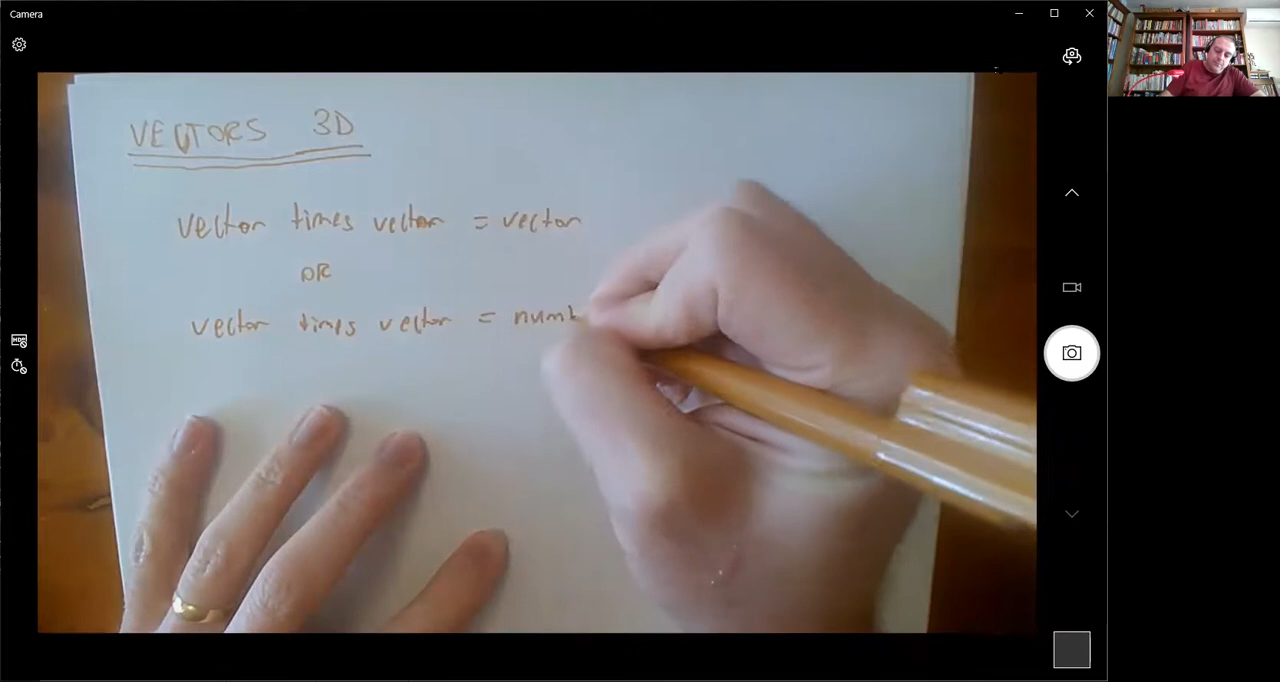 Camera
VECTORS 3D
vector times vector = vector
OR
vector times vector = numb